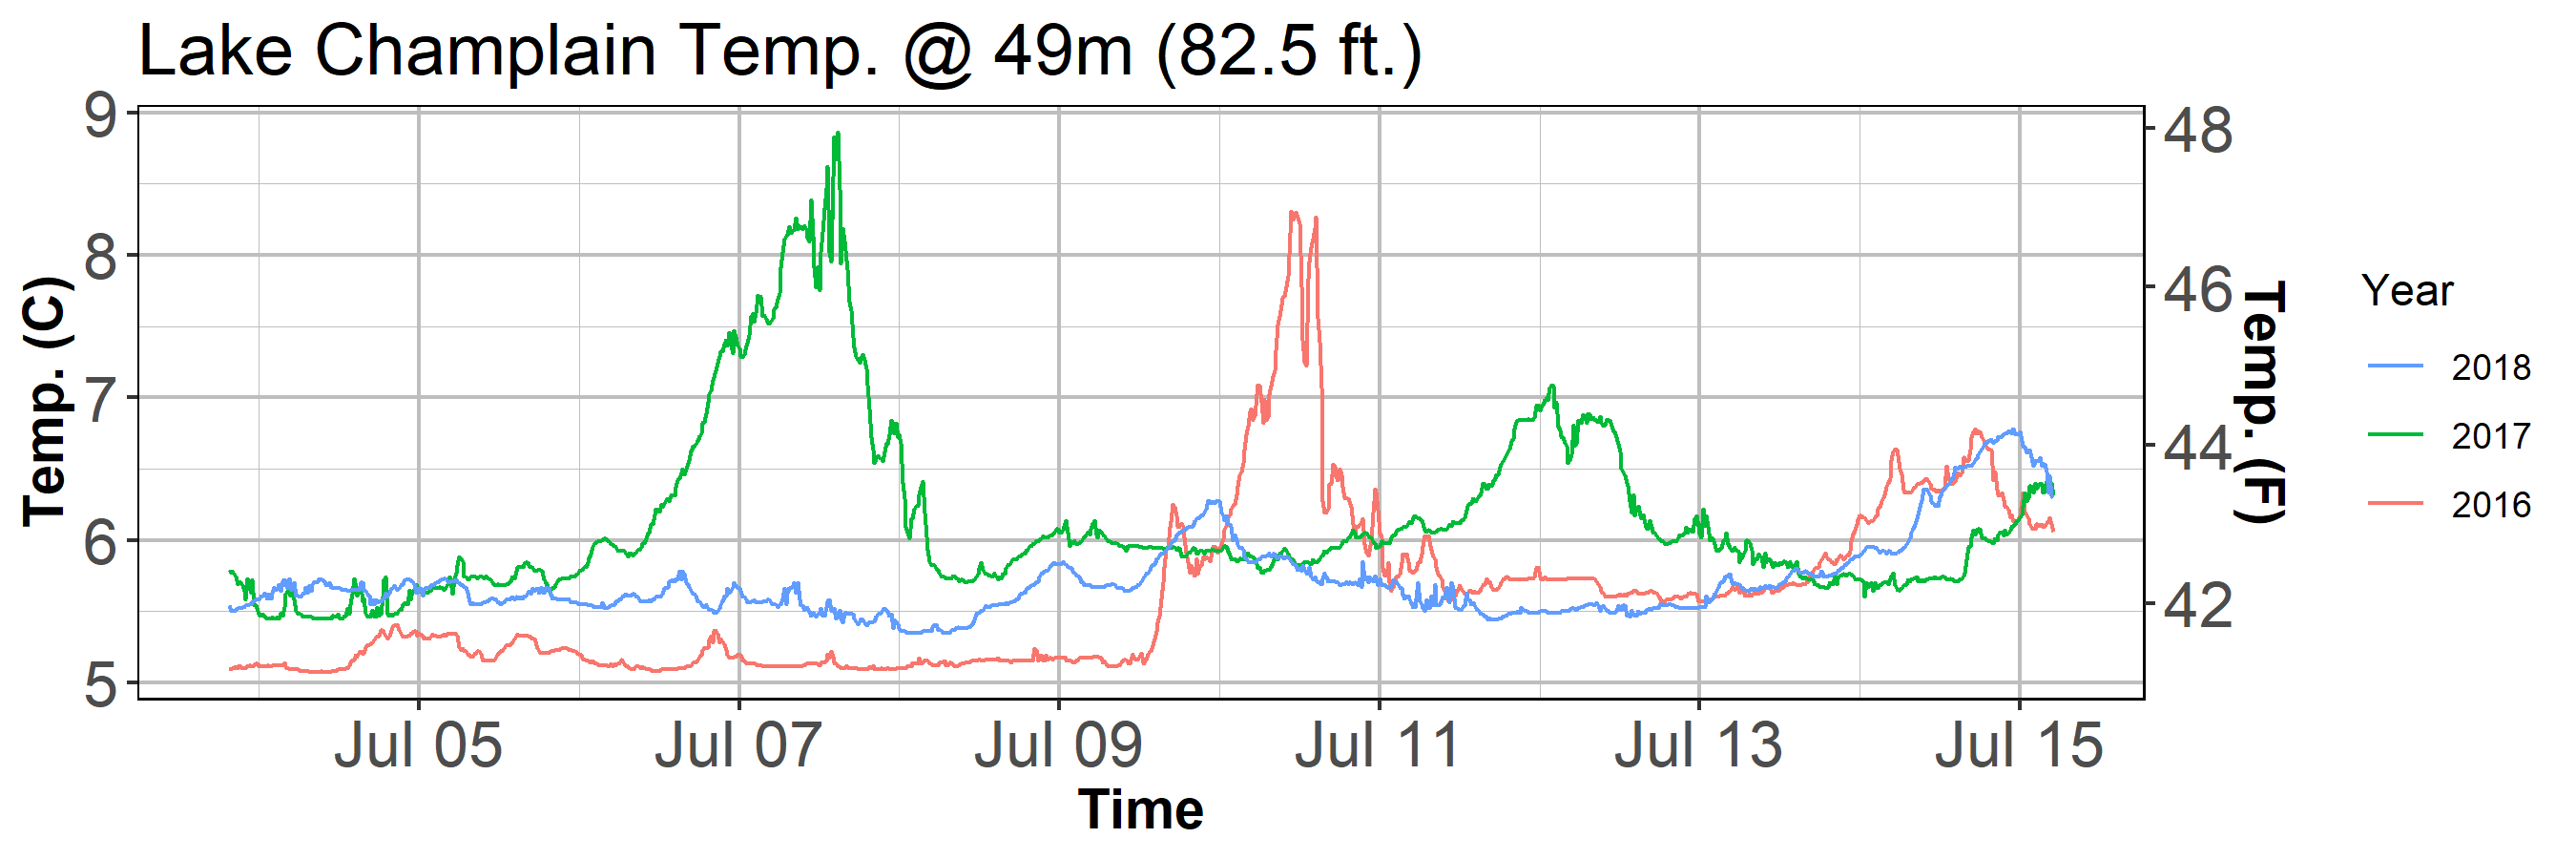 Lake Champlain Temp. @ 49m (82.5 ft.)
9
8
7
6
5
Temp. (C)
48
46
44
42
Temp. (F)
Jul 05
Jul 07
Jul 09
Jul 11
Jul 13
Jul 15
Time
Year
2018
2017
2016